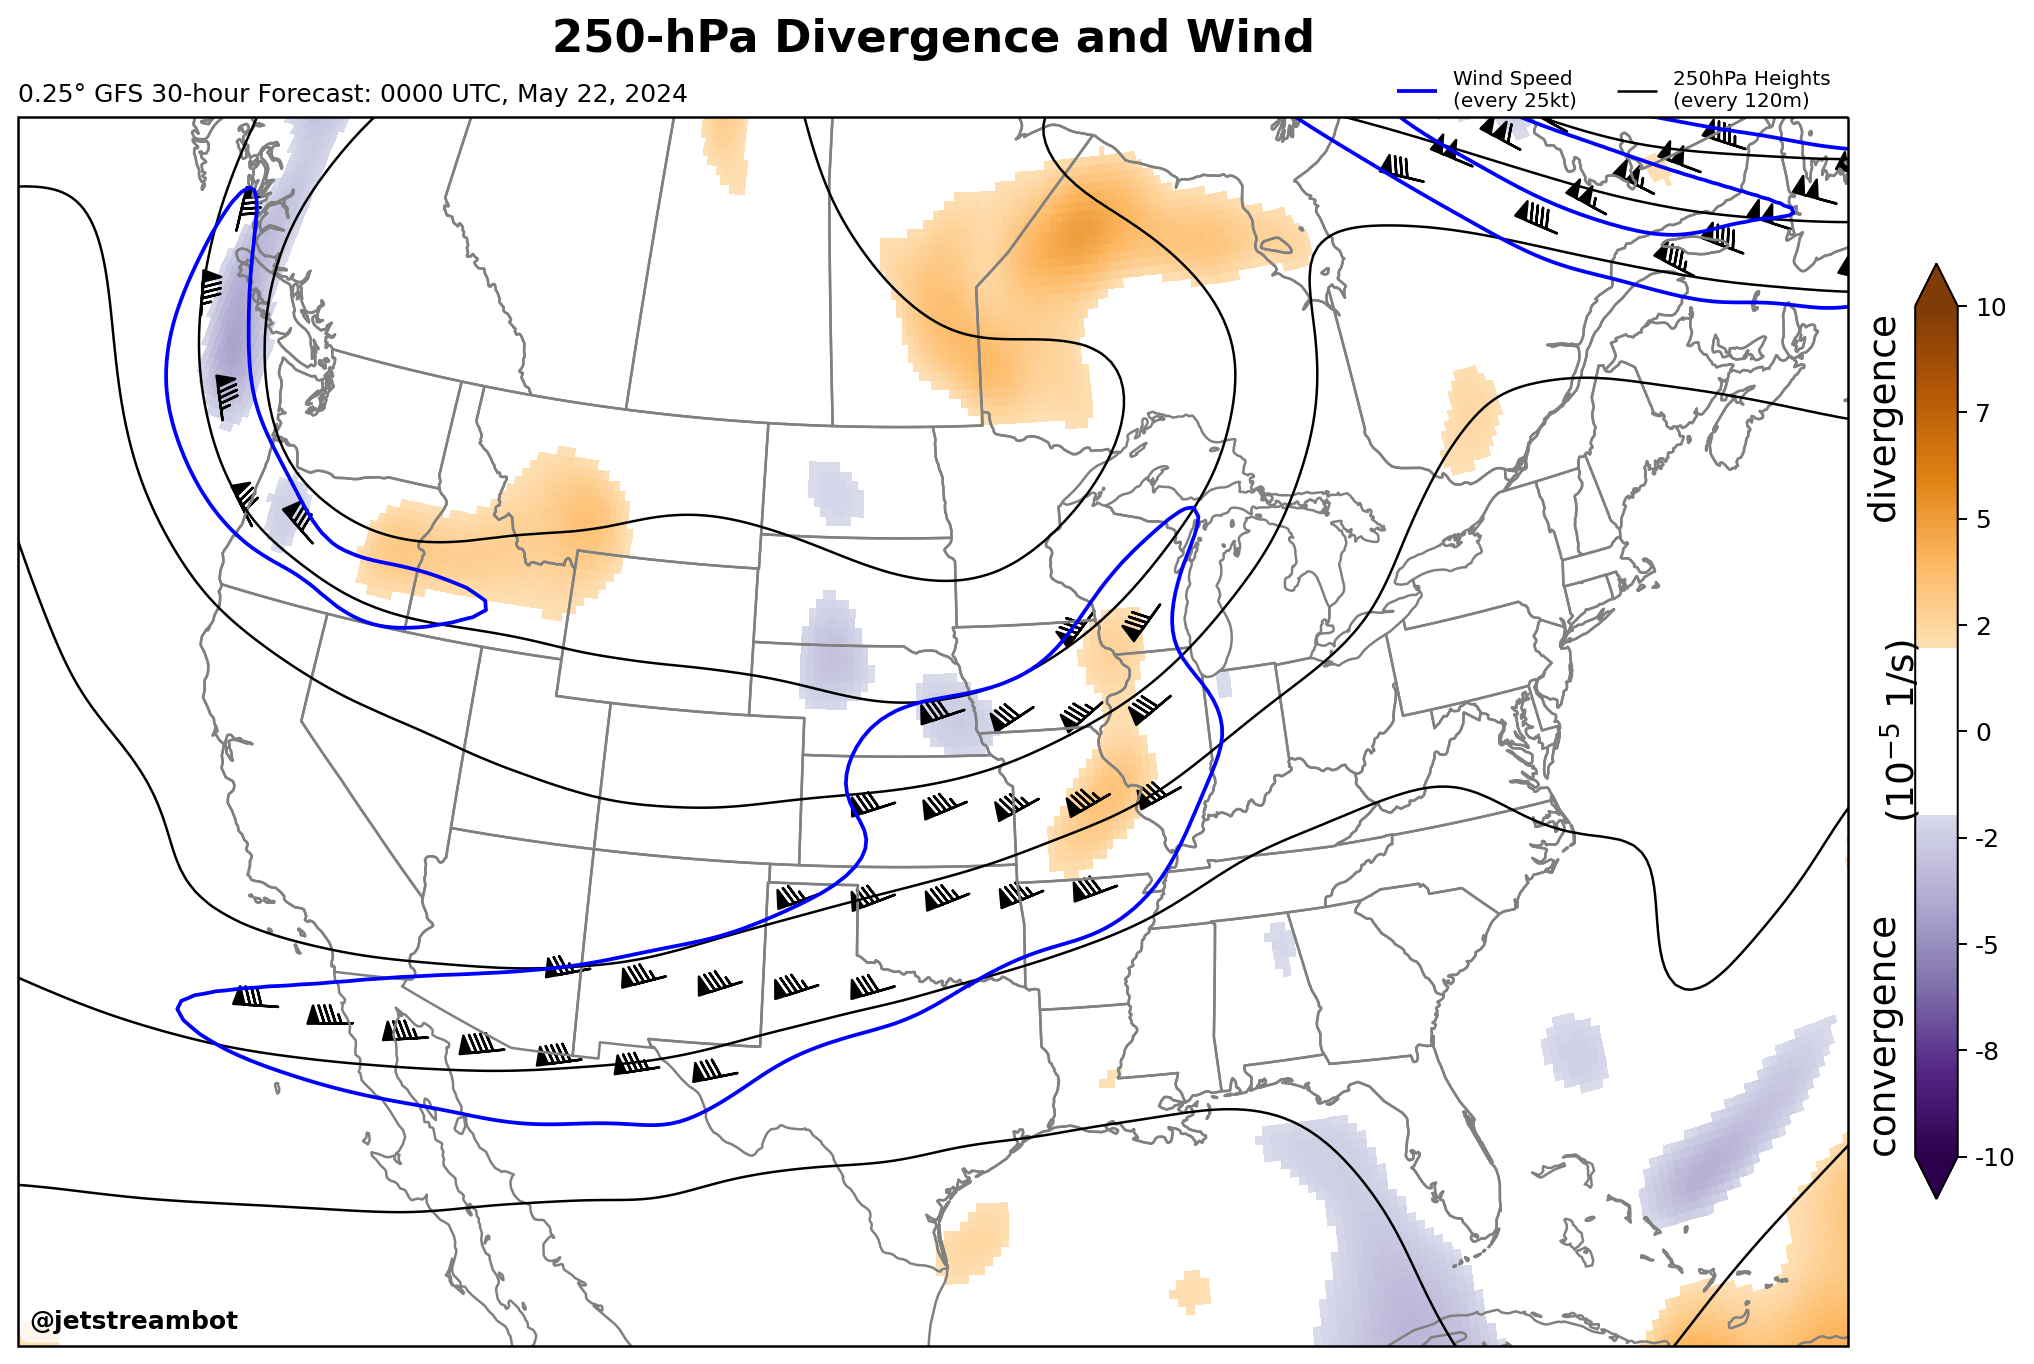 250-hPa Divergence and Wind
0.25° GFS 30-hour Forecast: 0000 UTC, May 22, 2024
Wind Speed
(every 25kt)
250hPa Heights
(every 120m)
10
7
5
2
0
-2
-5
-8
-10
divergence
(10⁻⁵ 1/s)
convergence
@jetstreambot